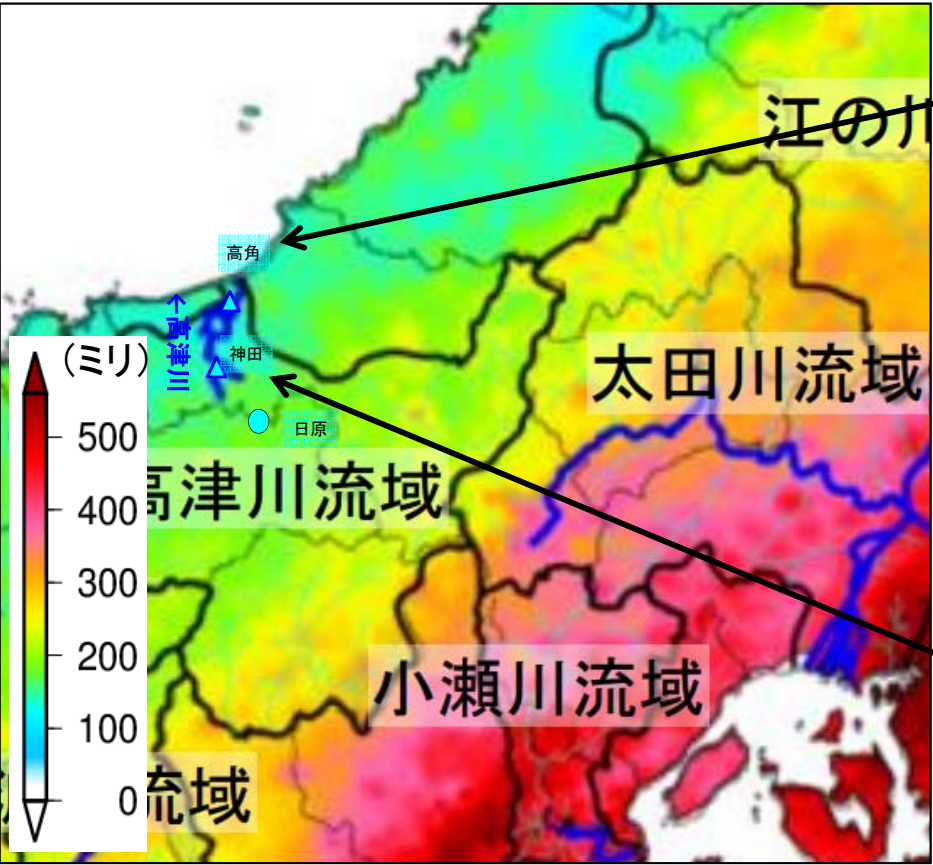 江の川
高角
←高津川
神田
(ミリ)
太田川流域
日原
500
高津川流域
400
300
200
小瀬川流域
100
流域
0